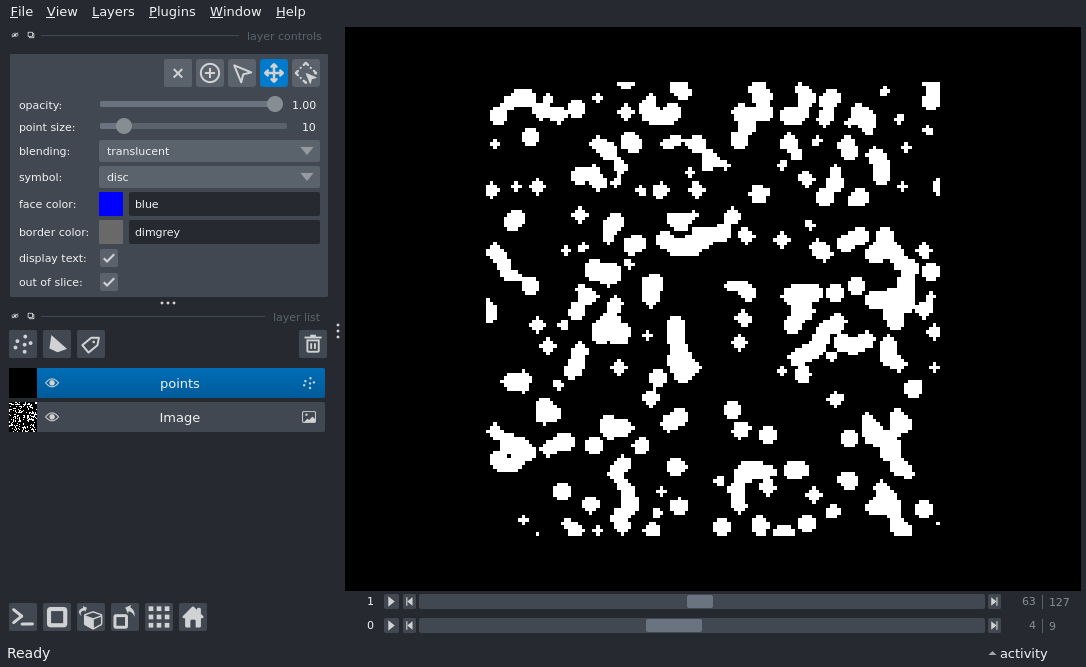 File View Layers Plugins Window Help
layer controls
opacity: 1.00
point size: 10
blending: translucent
symbol: disc
face color: blue
border color: dimgrey
display text:
out of slice:
layer list
points
Image
1 63 | 127
0 4 | 9
Ready activity